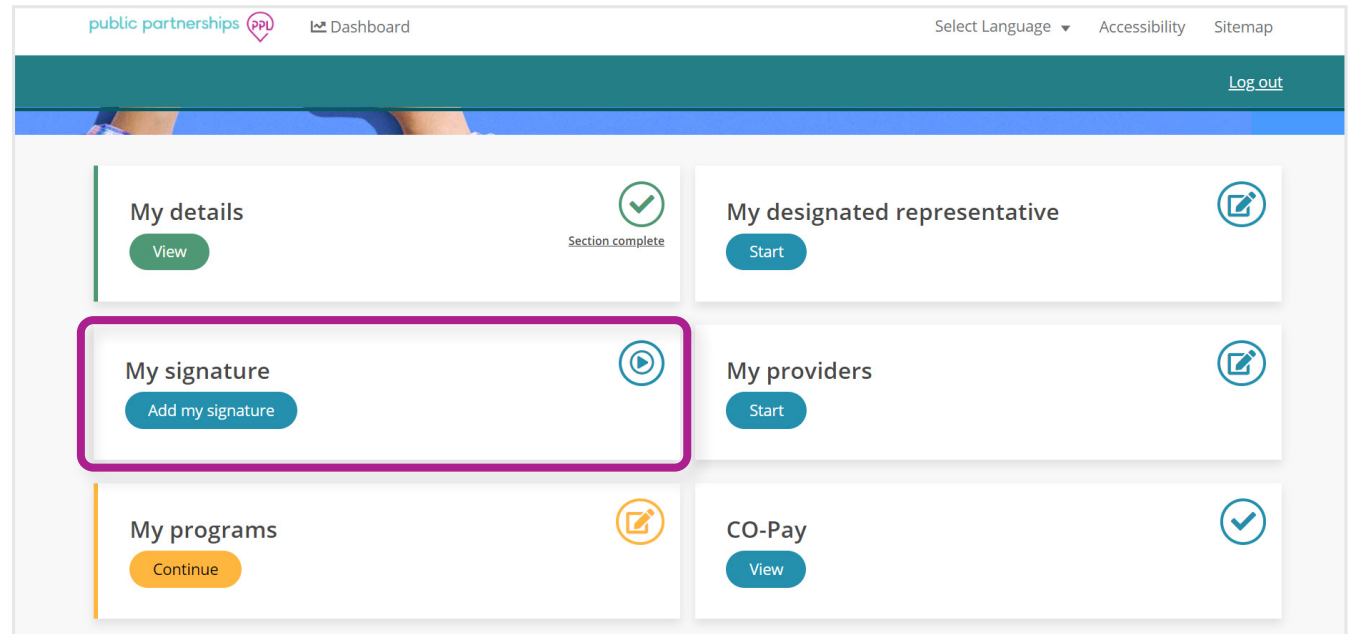 public partnerships PPL Dashboard Select Language Accessibility Sitemap
Log out
My details
View
Section complete
My designated representative
Start
My signature
Add my signature
My providers
Start
My programs
Continue
CO-Pay
View